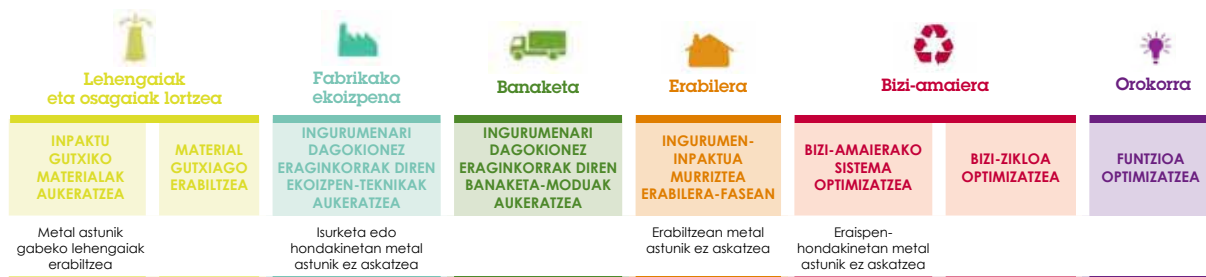 Lehengaiak
eta osagaiak lortzea
Fabrikako
ekoizpena
Banaketa
Erabilera
Bizi-amaiera
Orokorra
INPAKTU
GUTXIKO
MATERIALAK
AUKERATZEA
MATERIAL
GUTXIAGO
ERABILTZEA
INGURUMENARI
DAGOKIONEZ
ERAGINKORRAK DIREN
EKOIZPEN-TEKNIKAK
AUKERATZEA
INGURUMENARI
DAGOKIONEZ
ERAGINKORRAK DIREN
BANAKETA-MODUAK
AUKERATZEA
INGURUMEN-
INPAKTUA
MURRIZTEA
ERABILERA-FASEAN
BIZI-AMAIERAKO
SISTEMA
OPTIMIZATZEA
BIZI-ZIKLOA
OPTIMIZATZEA
FUNTZIOA
OPTIMIZATZEA
Metal astunik
gabeko lehengaiak
erabiltzea
Isurketa edo
hondakinetan metal
astunik ez askatzea
Erabiltzean metal
astunik ez askatzea
Eraispen-
hondakinetan metal
astunik ez askatzea